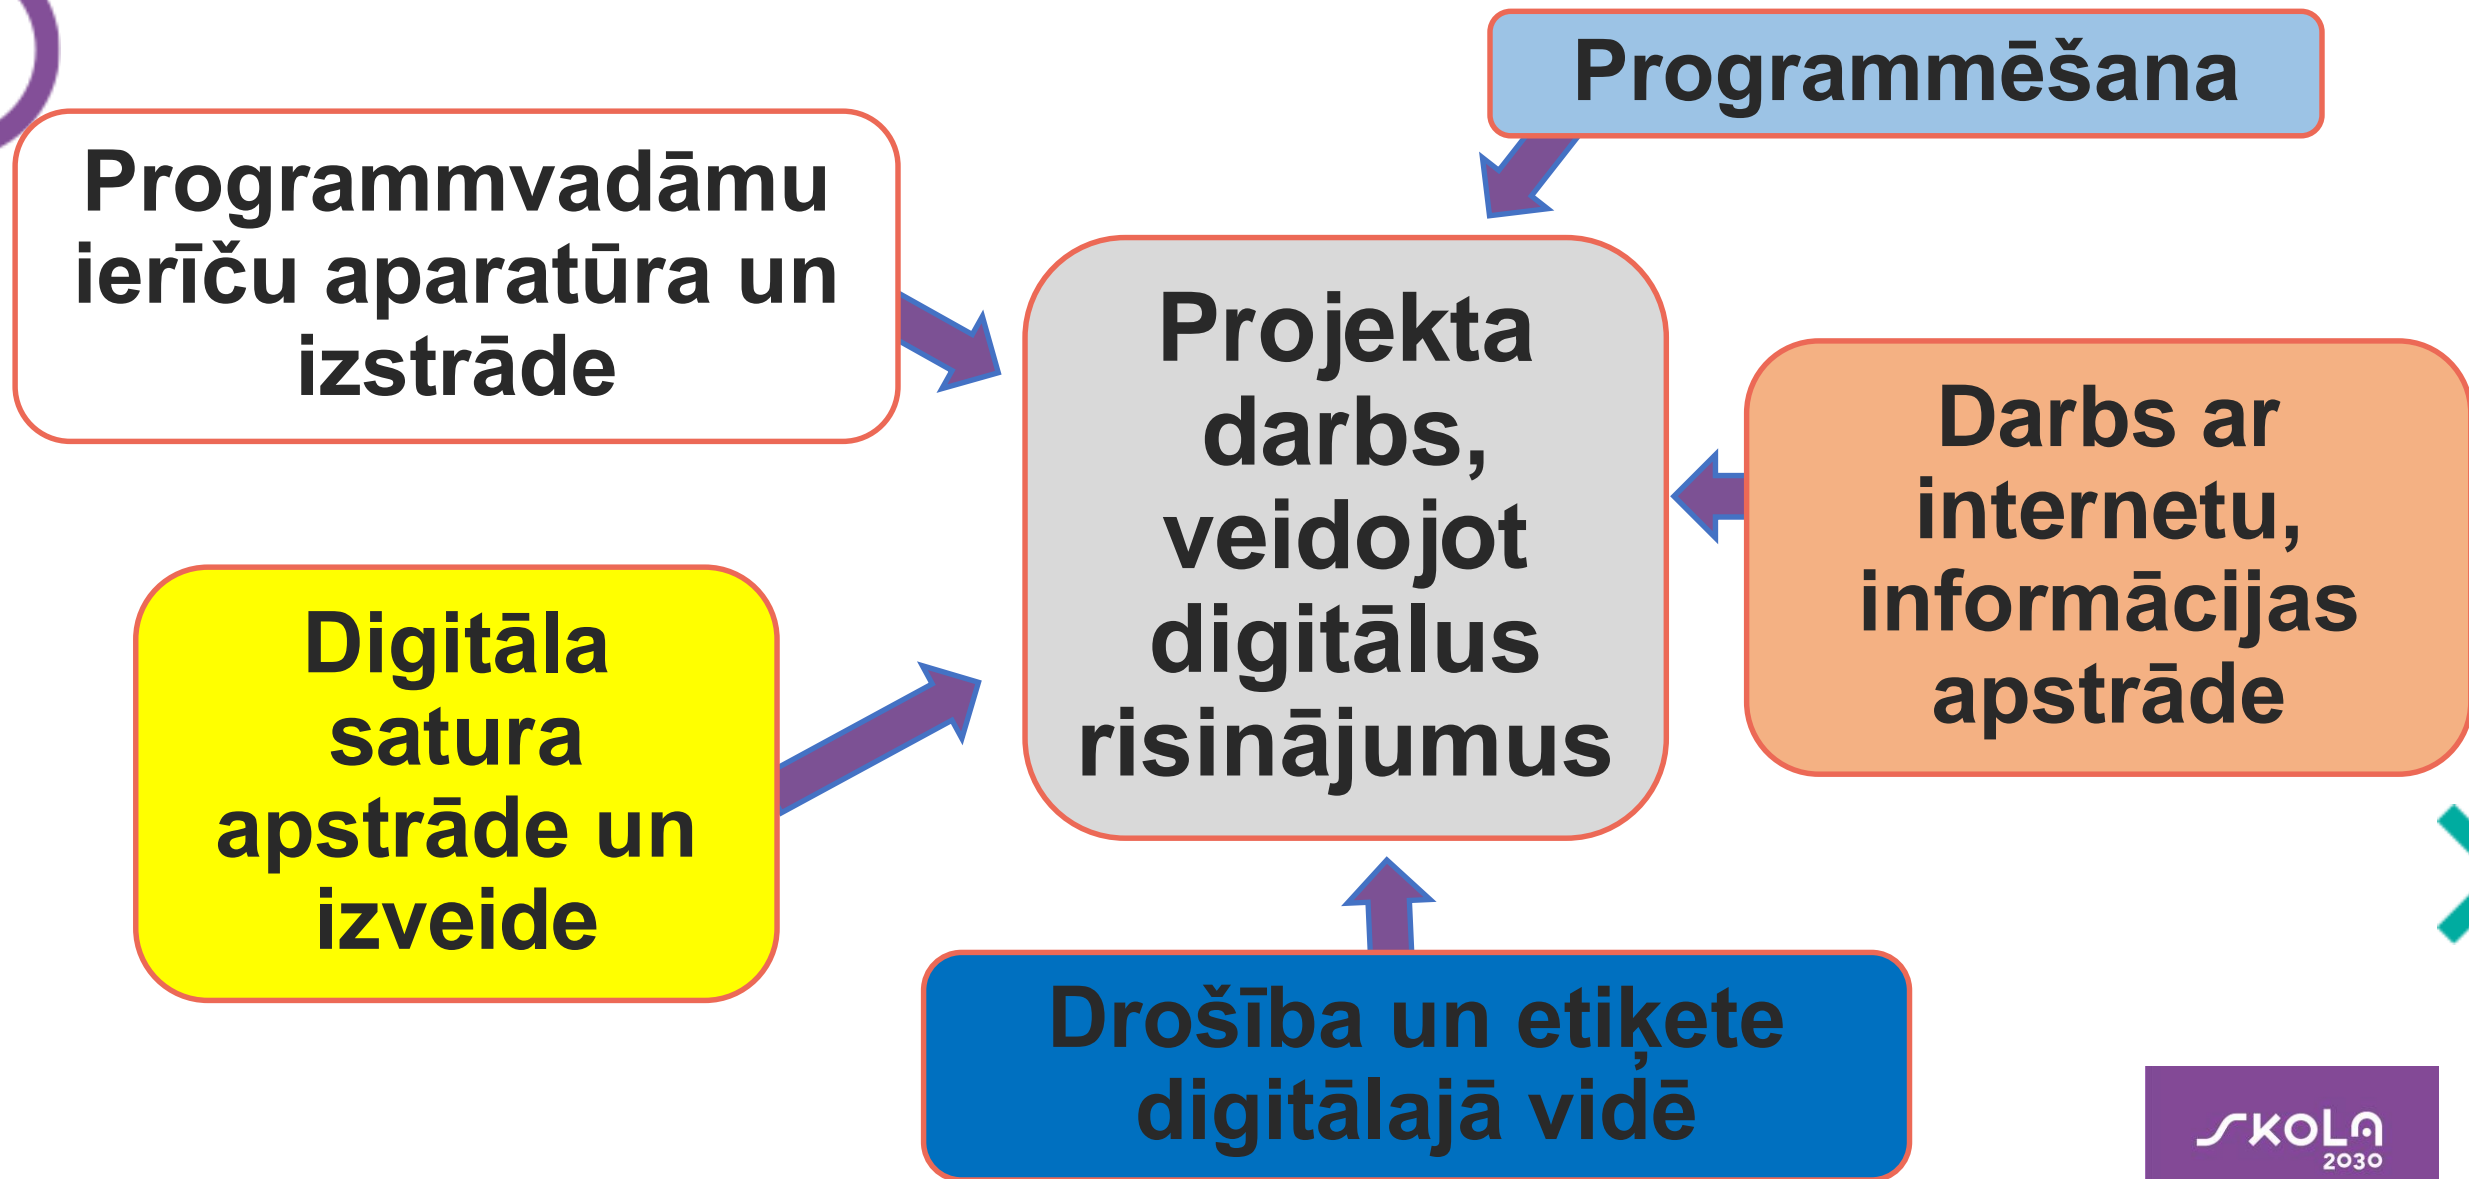 Programmēšana
Programmvadāmu
ierīču aparatūra un
izstrāde
Projekta
darbs,
veidojot
digitālus
risinājumus
Darbs ar
internetu,
informācijas
apstrāde
Digitāla
satura
apstrāde un
izveide
Drošība un etiķete
digitālajā vidē
SKOLA
2030